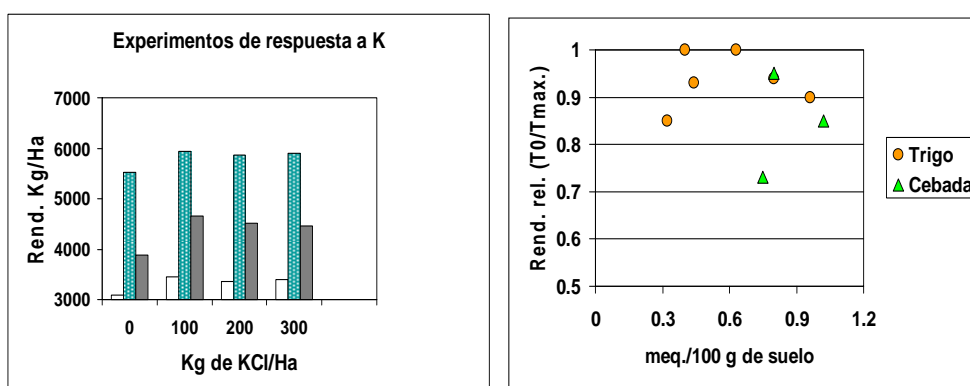 Experimentos de respuesta a K
Rend. Kg/Ha
7000
6000
5000
4000
3000
0 100 200 300
Kg de KCl/Ha
Rend. rel. (T0/Tmax.)
1
0.9
0.8
0.7
0.6
0.5
0 0.3 0.6 0.9 1.2
meq./100 g de suelo
Trigo
Cebada